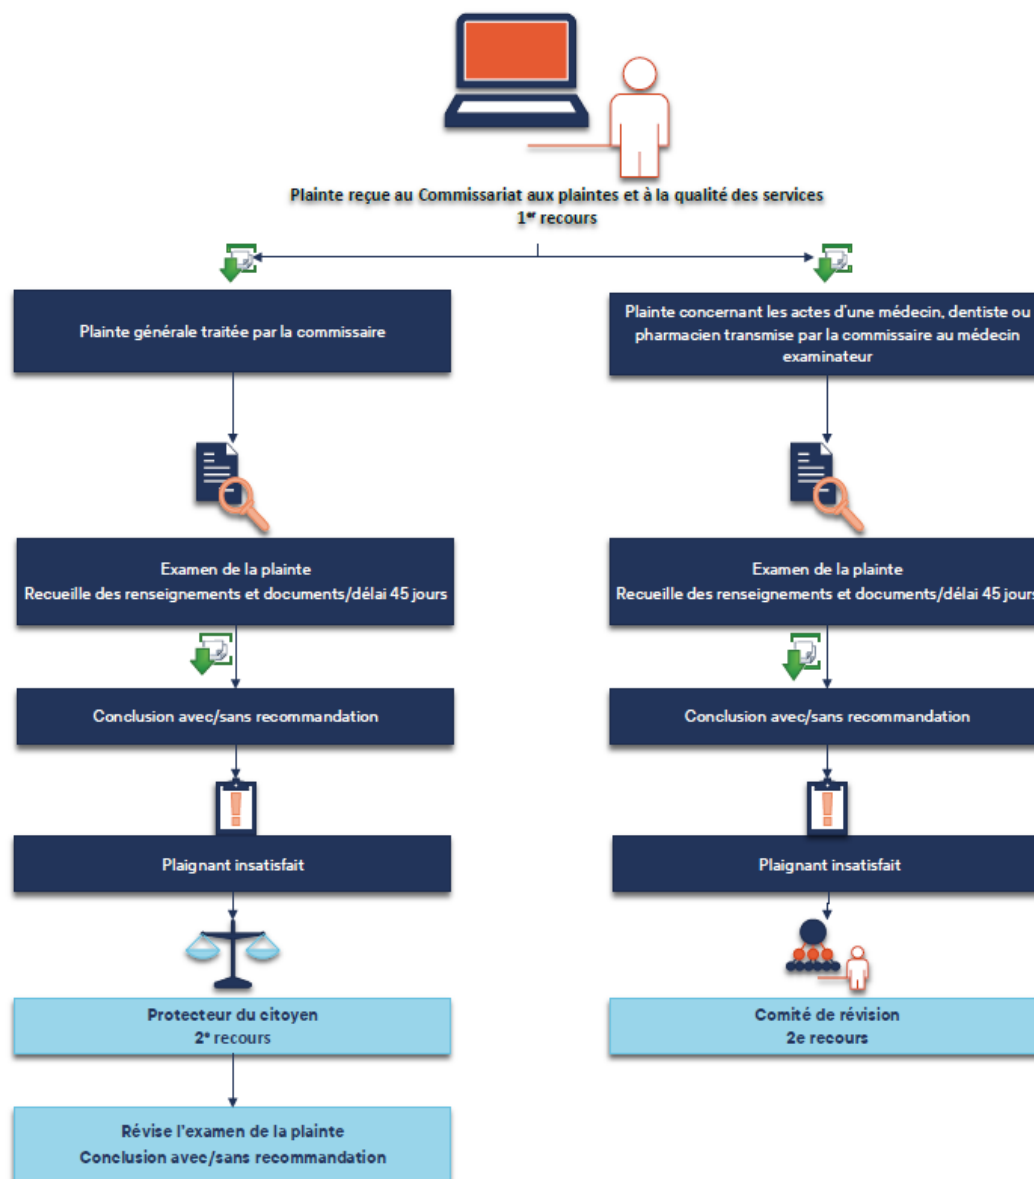 Plainte reçue au Commissariat aux plaintes et à la qualité des services
1er recours
Plainte générale traitée par la commissaire
Plainte concernant les actes d'une médecin, dentiste ou
pharmacien transmise par la commissaire au médecin
examinateur
Examen de la plainte
Recueille des renseignements et documents/délai 45 jours
Examen de la plainte
Recueille des renseignements et documents/délai 45 jours
Conclusion avec/sans recommandation
Conclusion avec/sans recommandation
Plaignant insatisfait
Plaignant insatisfait
Protecteur du citoyen
2e recours
Comité de révision
2e recours
Révise l'examen de la plainte
Conclusion avec/sans recommandation